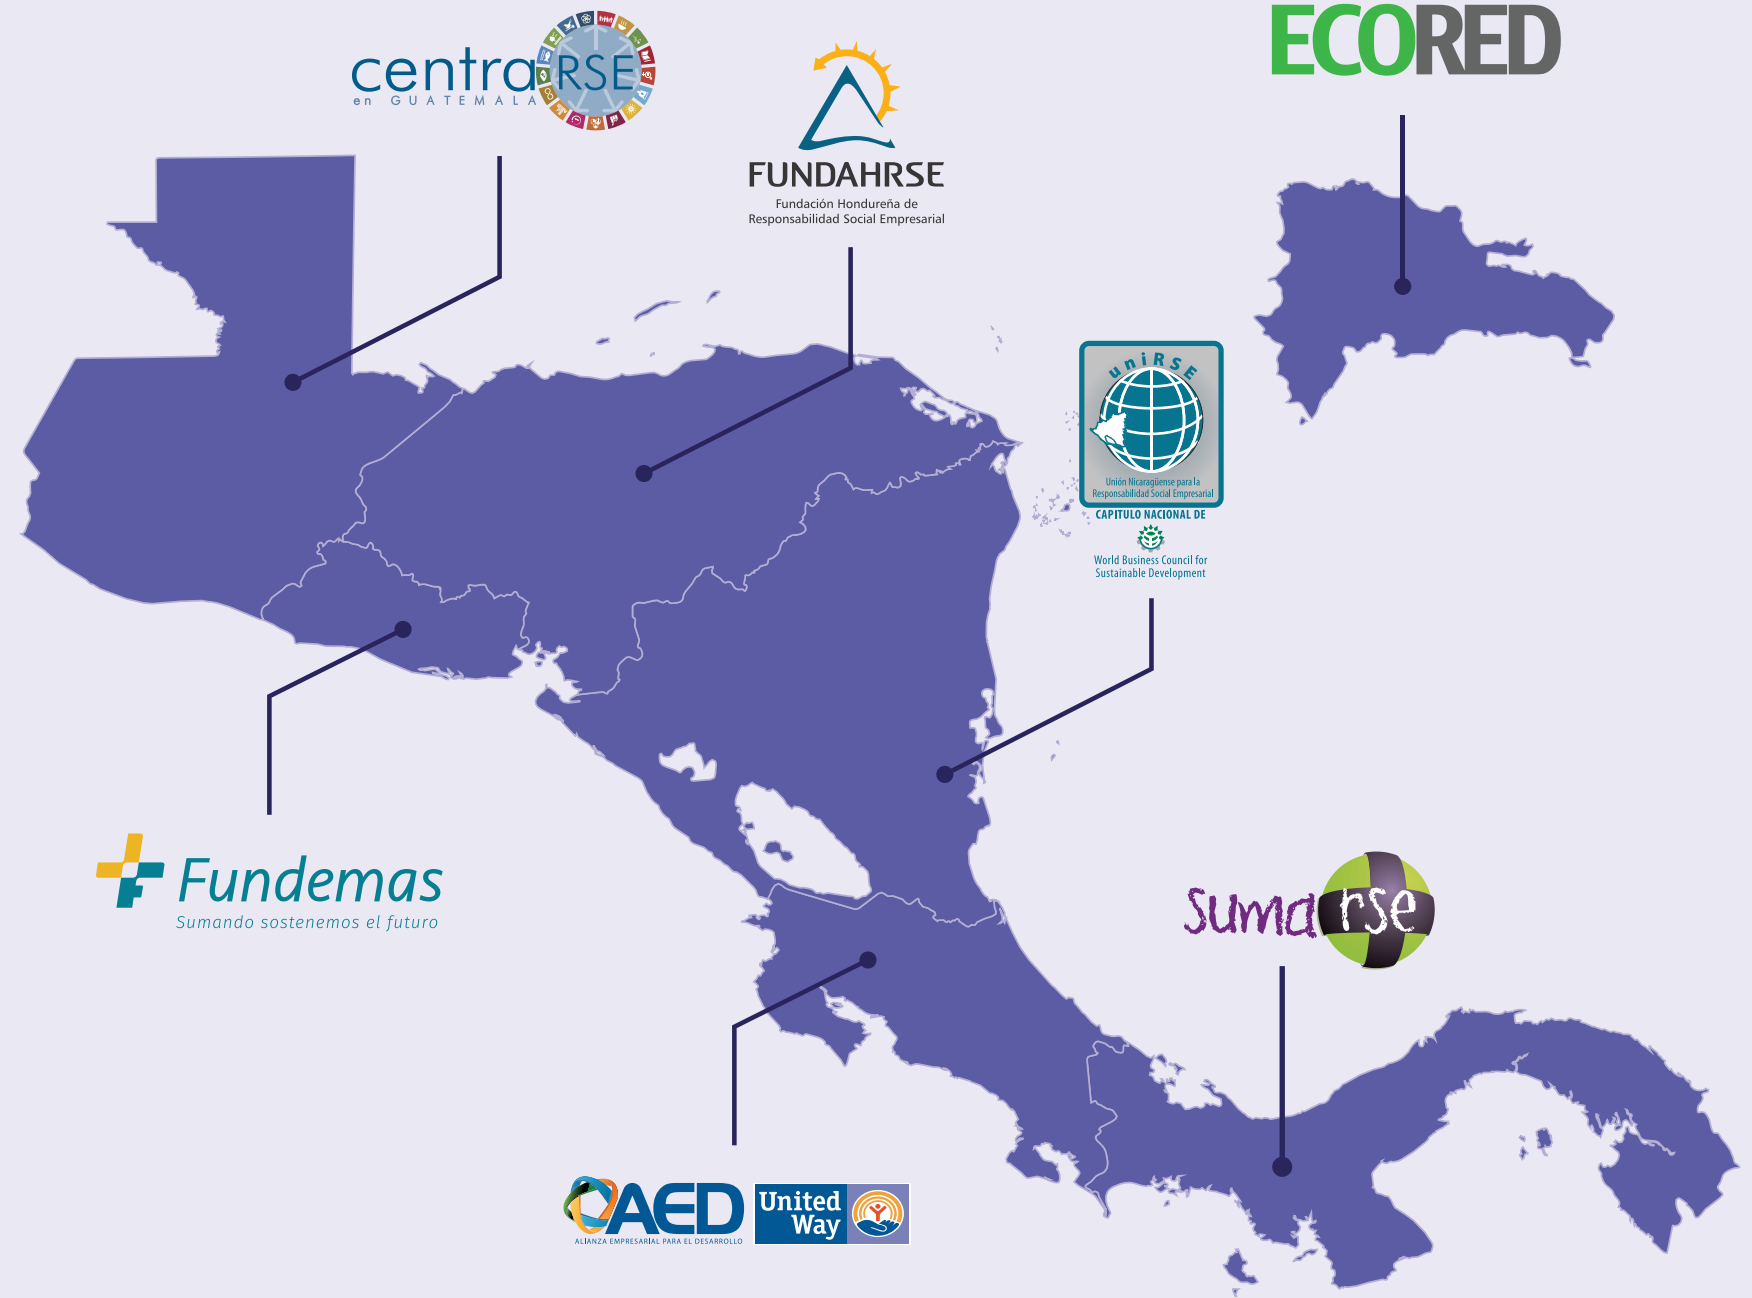 centraRSE
en GUATEMALA
FUNDAHRSE
Fundación Hondureña de
Responsabilidad Social Empresarial
ECORED
uniRSE
Unión Nicaragüense para la
Responsabilidad Social Empresarial
CAPITULO NACIONAL DE
World Business Council for
Sustainable Development
Fundemas
Sumando sostenemos el futuro
sumarse
AED
ALIANZA EMPRESARIAL PARA EL DESARROLLO
United
Way